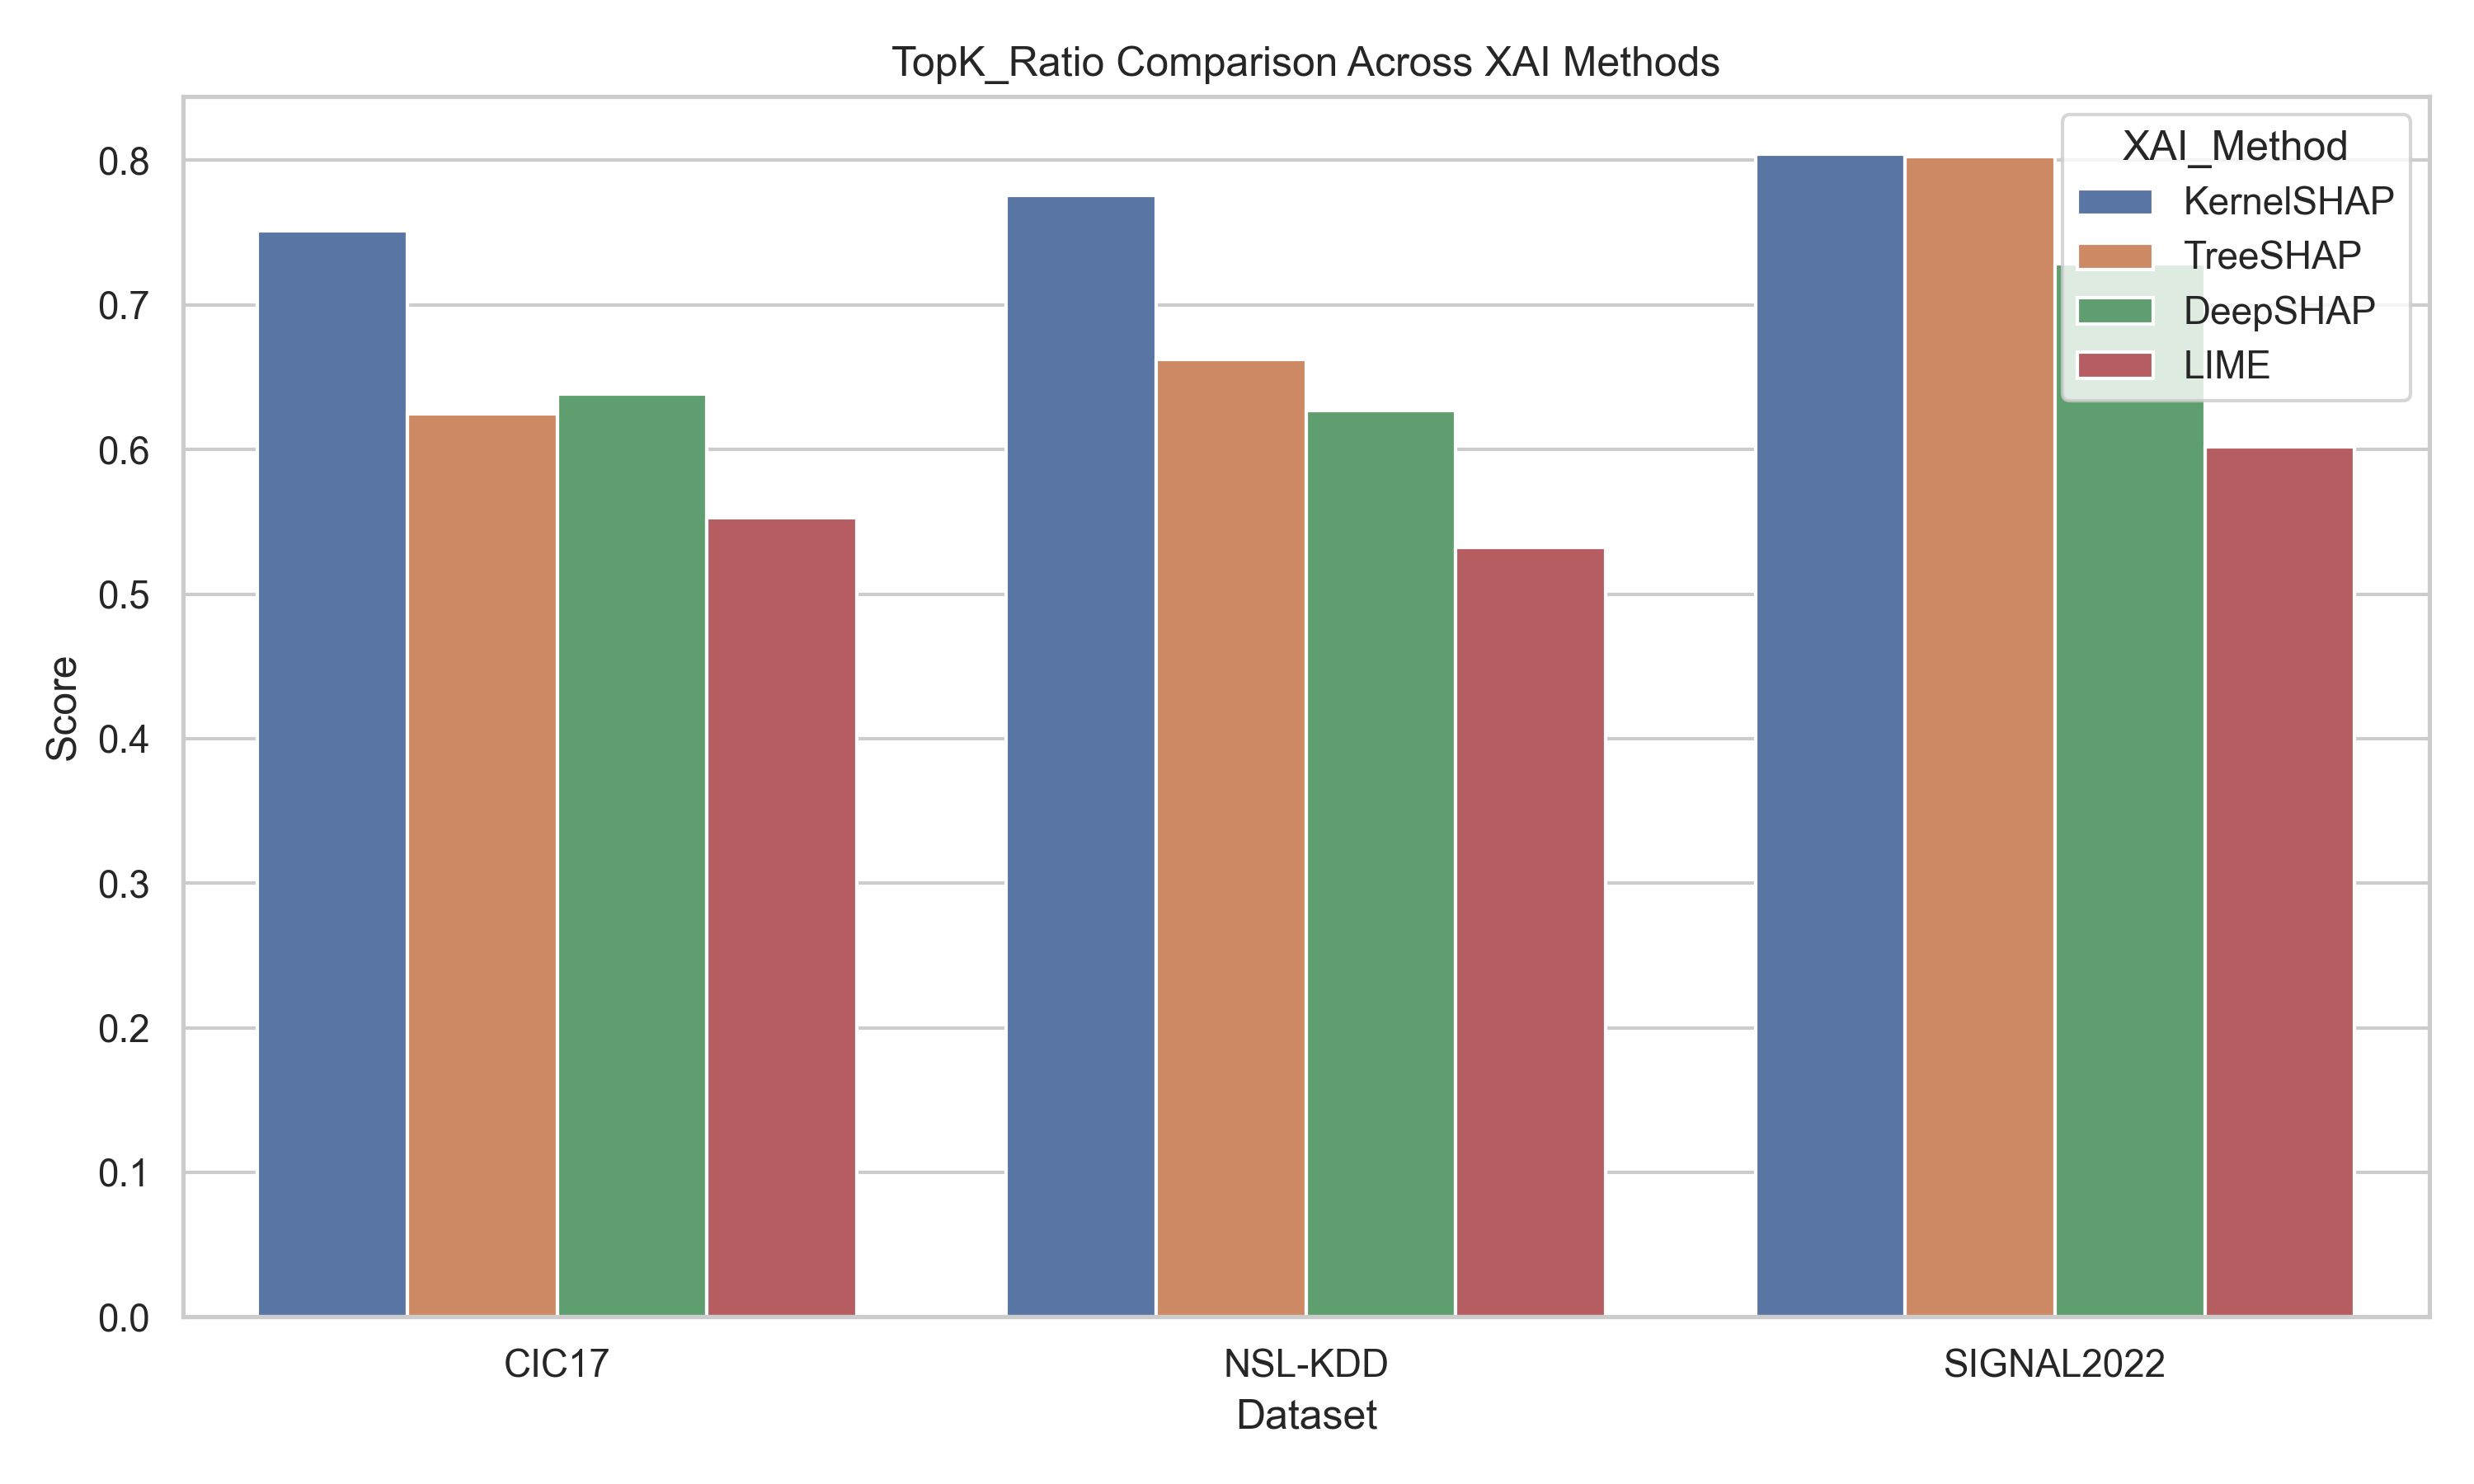 TopK_Ratio Comparison Across XAI Methods
XAI_Method
KernelSHAP
TreeSHAP
DeepSHAP
LIME
Score
0.8
0.7
0.6
0.5
0.4
0.3
0.2
0.1
0.0
CIC17 NSL-KDD SIGNAL2022
Dataset